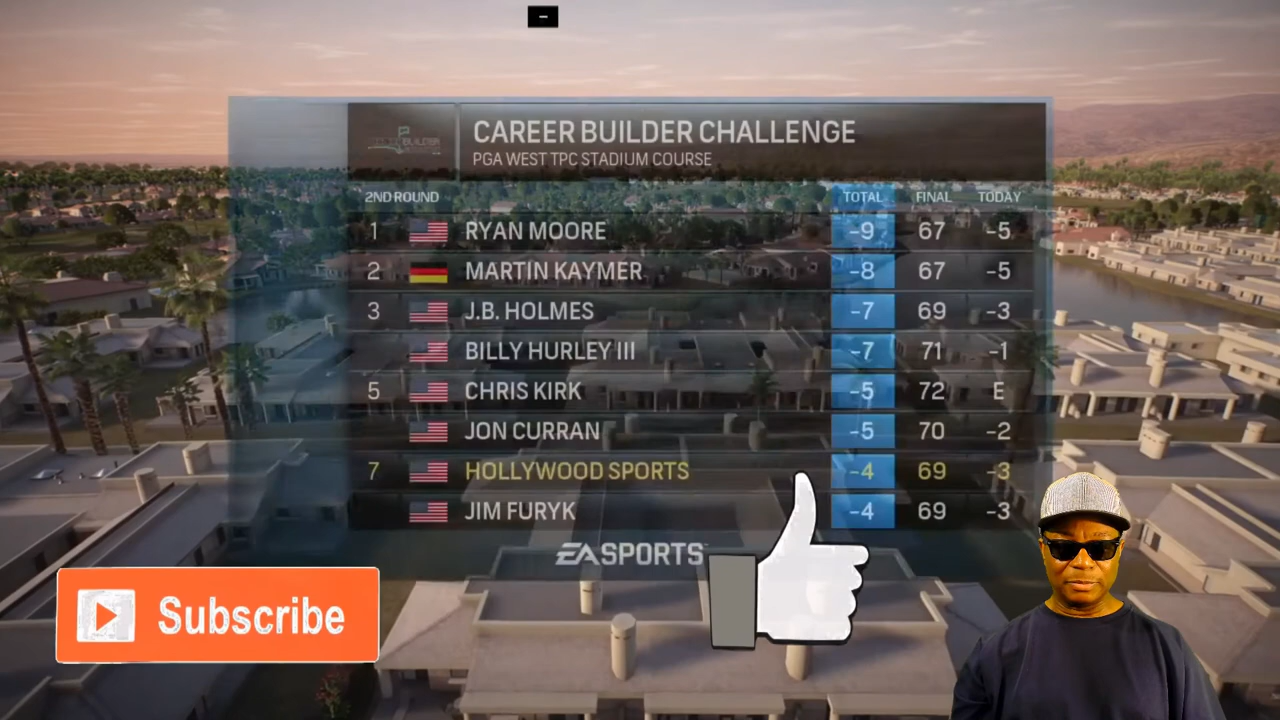 CAREER BUILDER CHALLENGE
PGA WEST TPC STADIUM COURSE
2ND ROUND TOTAL FINAL TODAY
1 RYAN MOORE -9 67 -5
2 MARTIN KAYMER -8 67 -5
3 J.B. HOLMES -7 69 -3
BILLY HURLEY III -7 71 -1
5 CHRIS KIRK -5 72 E
JON CURRAN -5 70 -2
7 HOLLYWOOD SPORTS -4 69 -3
JIM FURYK -4 69 -3
EA SPORTS
Subscribe